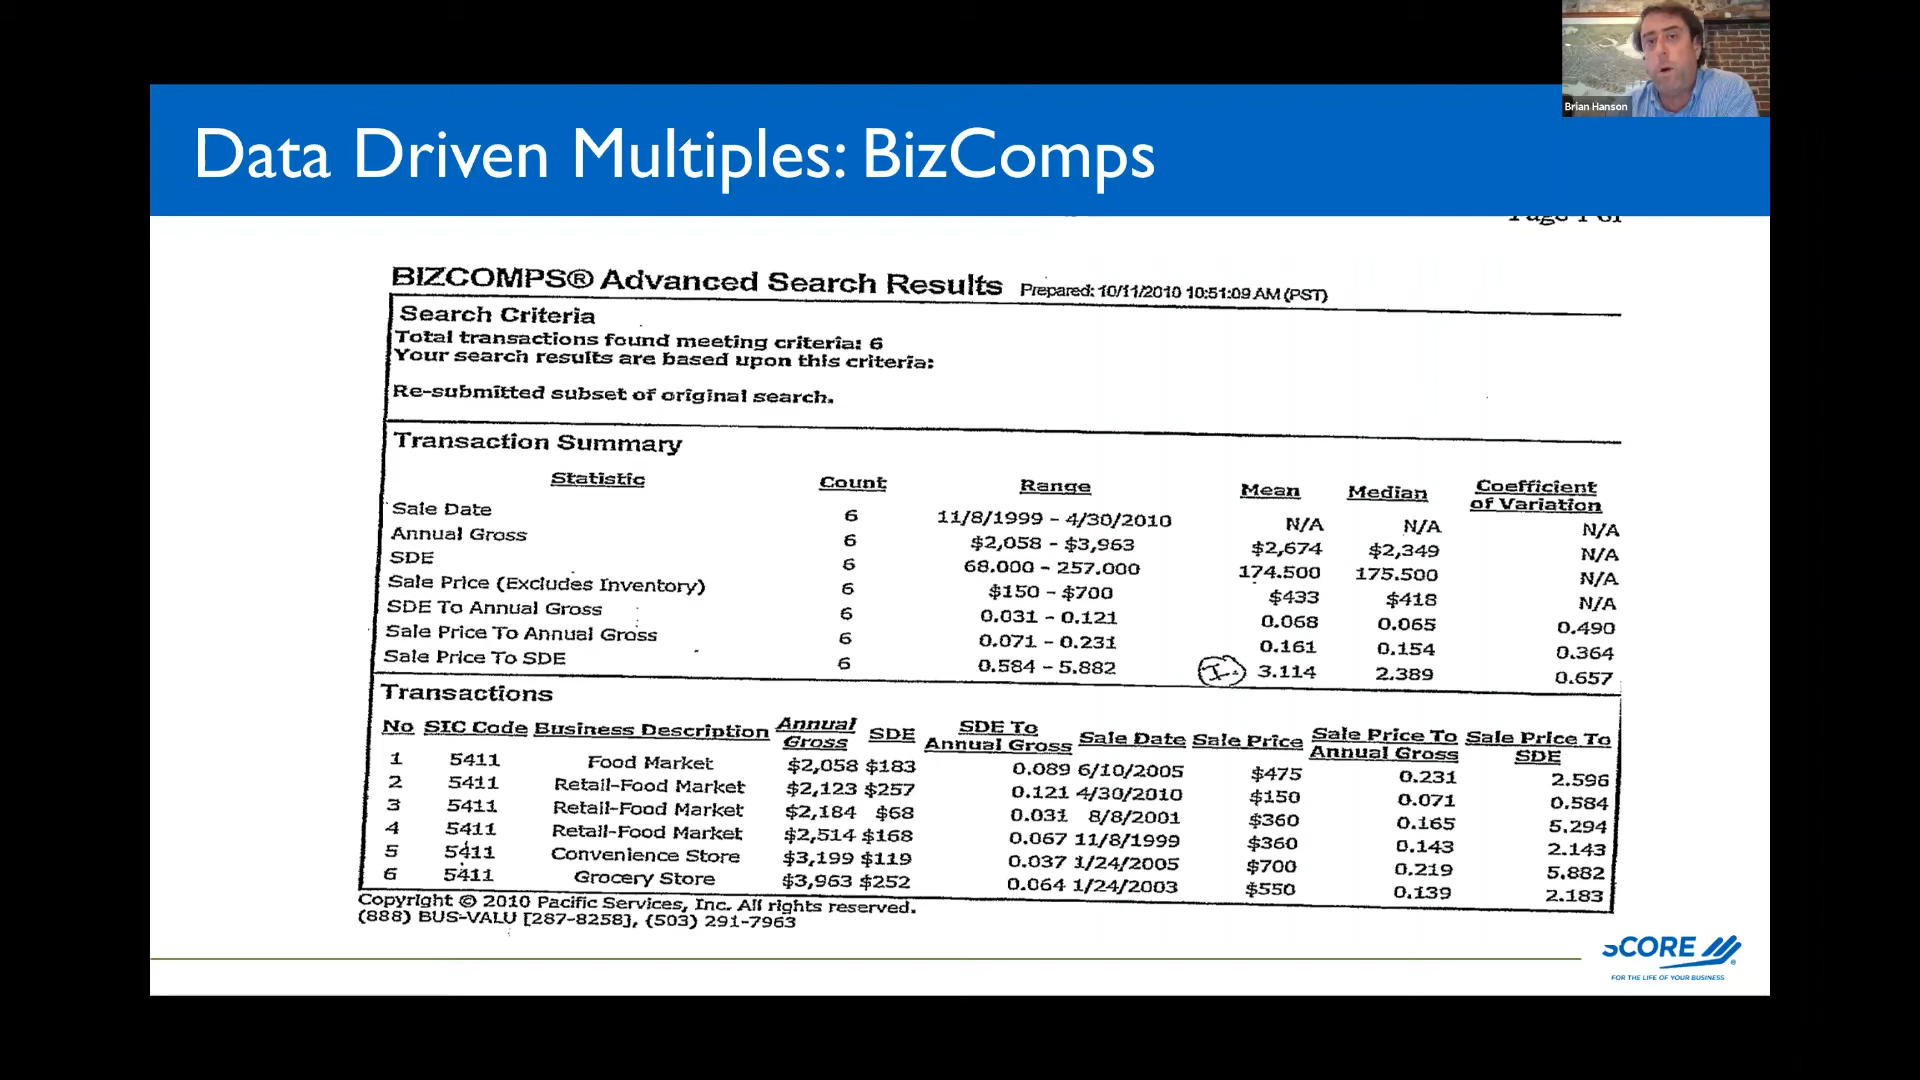 Brian Hanson
Data Driven Multiples: BizComps
BIZCOMPS® Advanced Search Results Prepared: 10/11/2010 10:51:09 AM (PST)
Search Criteria
Total transactions found meeting criteria: 6
Your search results are based upon this criteria:
Re-submitted subset of original search.
Transaction Summary
Statistic Count Range Mean Median Coefficient of Variation
Sale Date 6 11/8/1999 - 4/30/2010 N/A N/A N/A
Annual Gross 6 $2,058 - $3,963 $2,674 $2,349 N/A
SDE 6 68.000 - 257.000 174.500 175.500 N/A
Sale Price (Excludes Inventory) 6 $150 - $700 $433 $418 N/A
SDE To Annual Gross 6 0.031 - 0.121 0.068 0.065 0.490
Sale Price To Annual Gross 6 0.071 - 0.231 0.161 0.154 0.364
Sale Price To SDE 6 0.584 - 5.882 I. 3.114 2.389 0.657
Transactions
No SIC Code Business Description Annual Gross SDE SDE To Annual Gross Sale Date Sale Price Sale Price To Annual Gross Sale Price To SDE
1 5411 Food Market $2,058 $183 0.089 6/10/2005 $475 0.231 2.596
2 5411 Retail-Food Market $2,123 $257 0.121 4/30/2010 $150 0.071 0.584
3 5411 Retail-Food Market $2,184 $68 0.031 8/8/2001 $360 0.165 5.294
4 5411 Retail-Food Market $2,514 $168 0.067 11/8/1999 $360 0.143 2.143
5 5411 Convenience Store $3,199 $119 0.037 1/24/2005 $700 0.219 5.882
6 5411 Grocery Store $3,963 $252 0.064 1/24/2003 $550 0.139 2.183
Copyright © 2010 Pacific Services, Inc. All rights reserved.
(888) BUS-VALU [287-8258], (503) 291-7963
SCORE
FOR THE LIFE OF YOUR BUSINESS